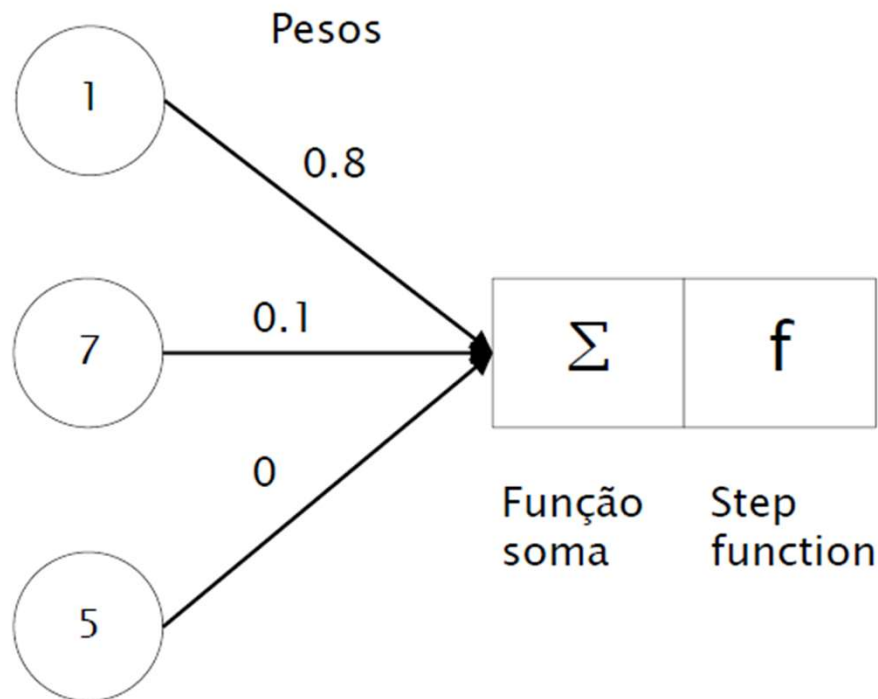 Pesos
1
0.8
7
0.1
Σ
f
0
Função
soma
Step
function
5